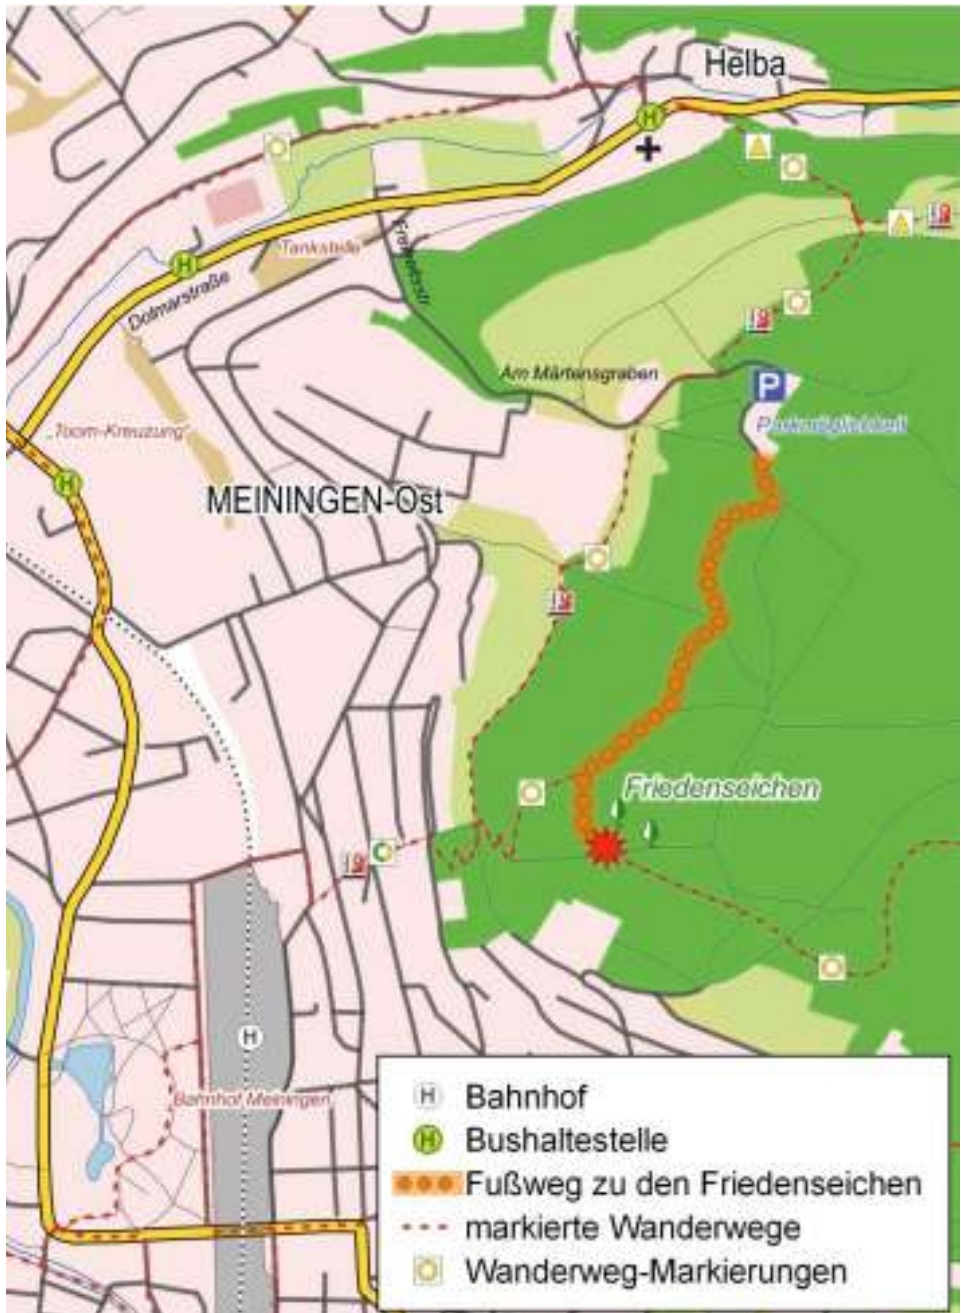 Helba
H
H
Tankstelle
Frelligstr.
Dolmarstraße
Am Märtensgraben
P
Parkmöglichkeit
„Toom-Kreuzung“
H
MEININGEN-Ost
Friedenseichen
H
Bahnhof Meiningen
H Bahnhof
H Bushaltestelle
Fußweg zu den Friedenseichen
markierte Wanderwege
Wanderweg-Markierungen